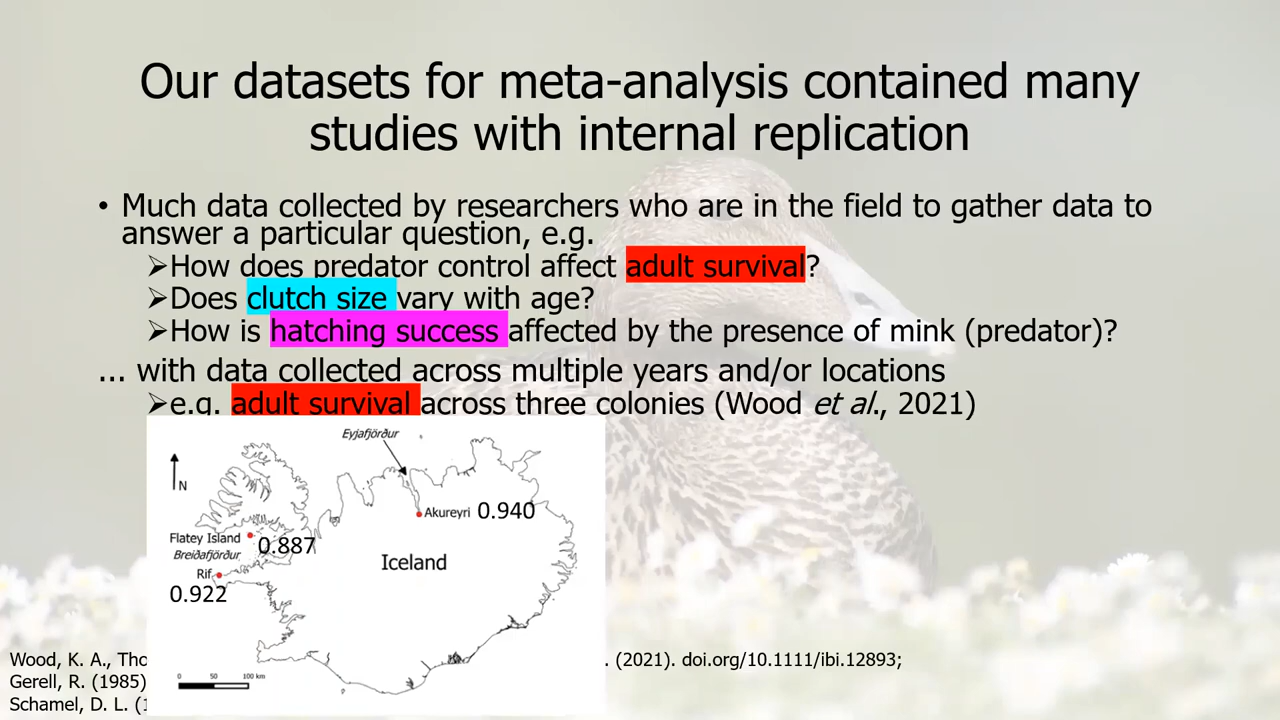 Our datasets for meta-analysis contained many
studies with internal replication
• Much data collected by researchers who are in the field to gather data to
answer a particular question, e.g.
➢How does predator control affect adult survival?
➢Does clutch size vary with age?
➢How is hatching success affected by the presence of mink (predator)?
... with data collected across multiple years and/or locations
➢e.g. adult survival across three colonies (Wood et al., 2021)
Eyjafjörður
N
Akureyri 0.940
Flatey Island
0.887
Breiðafjörður
Iceland
Rif
0.922
0 50 100 km
Wood, K. A., Tho . (2021). doi.org/10.1111/ibi.12893;
Gerell, R. (1985)
Schamel, D. L. (1